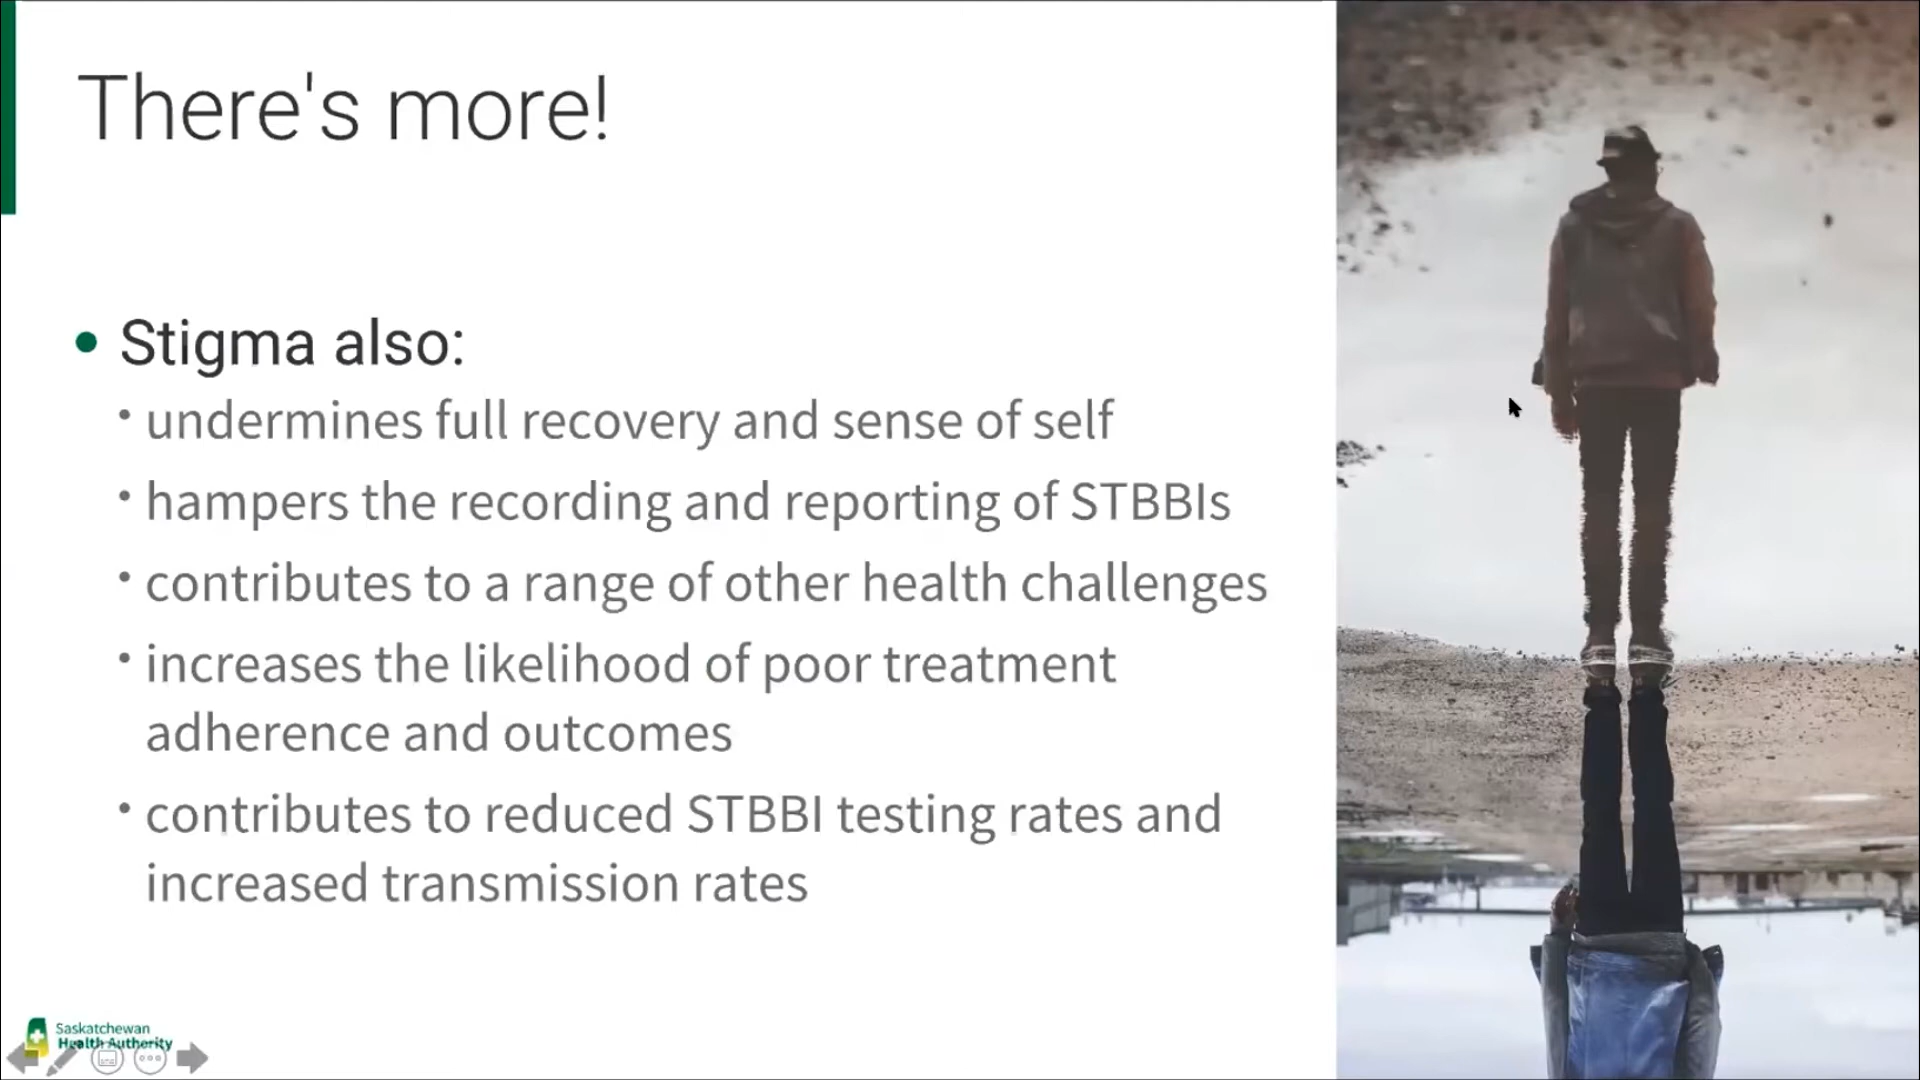 There's more!
• Stigma also:
• undermines full recovery and sense of self
• hampers the recording and reporting of STBBIs
• contributes to a range of other health challenges
• increases the likelihood of poor treatment
adherence and outcomes
• contributes to reduced STBBI testing rates and
increased transmission rates
Saskatchewan
Health Authority